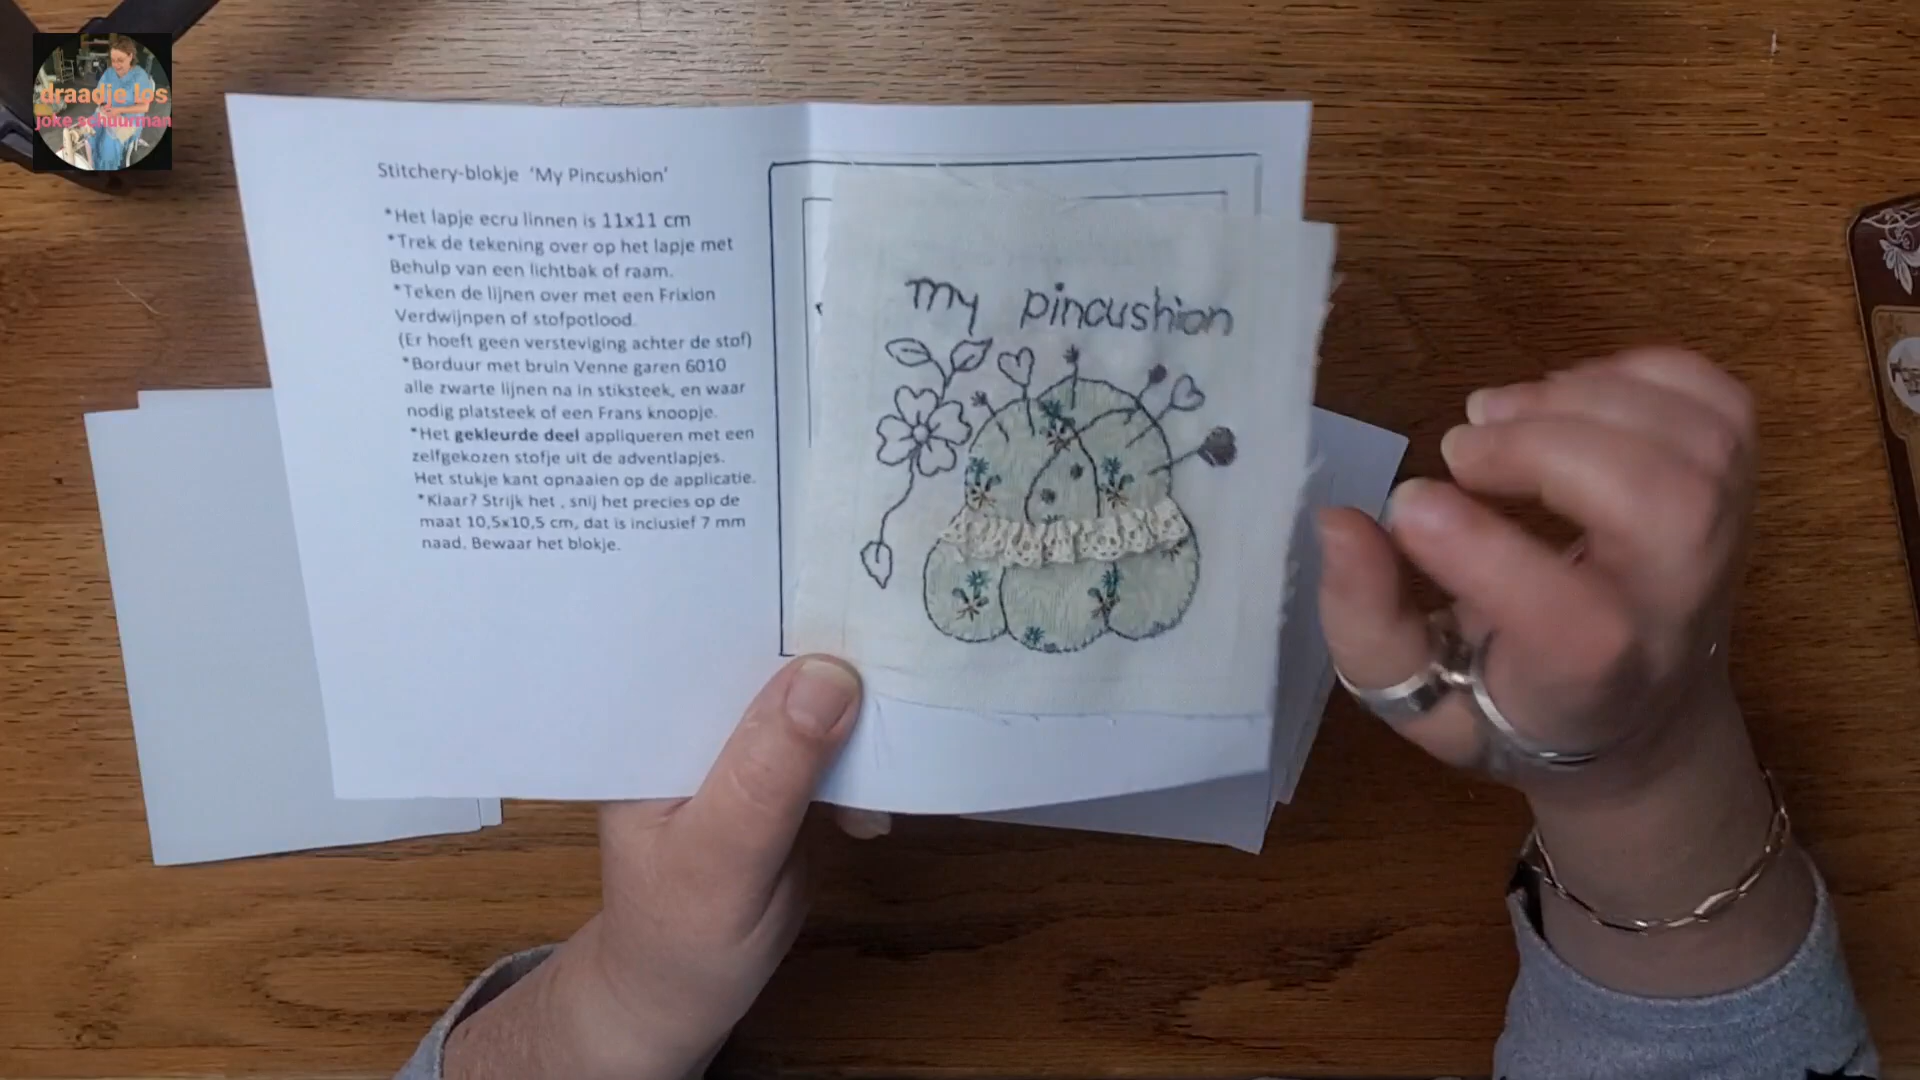 draadje los
joke schuurman
Stitchery-blokje 'My Pincushion'
*Het lapje ecru linnen is 11x11 cm
*Trek de tekening over op het lapje met
Behulp van een lichtbak of raam.
*Teken de lijnen over met een Frixion
Verdwijnpen of stofpotlood.
(Er hoeft geen versteviging achter de stof)
*Borduur met bruin Venne garen 6010
alle zwarte lijnen na in stiksteek, en waar
nodig platsteek of een Frans knoopje.
*Het gekleurde deel appliqueren met een
zelfgekozen stofje uit de adventlapjes.
Het stukje kant opnaaien op de applicatie.
*Klaar? Strijk het , snij het precies op de
maat 10,5x10,5 cm, dat is inclusief 7 mm
naad. Bewaar het blokje.
my pincushion